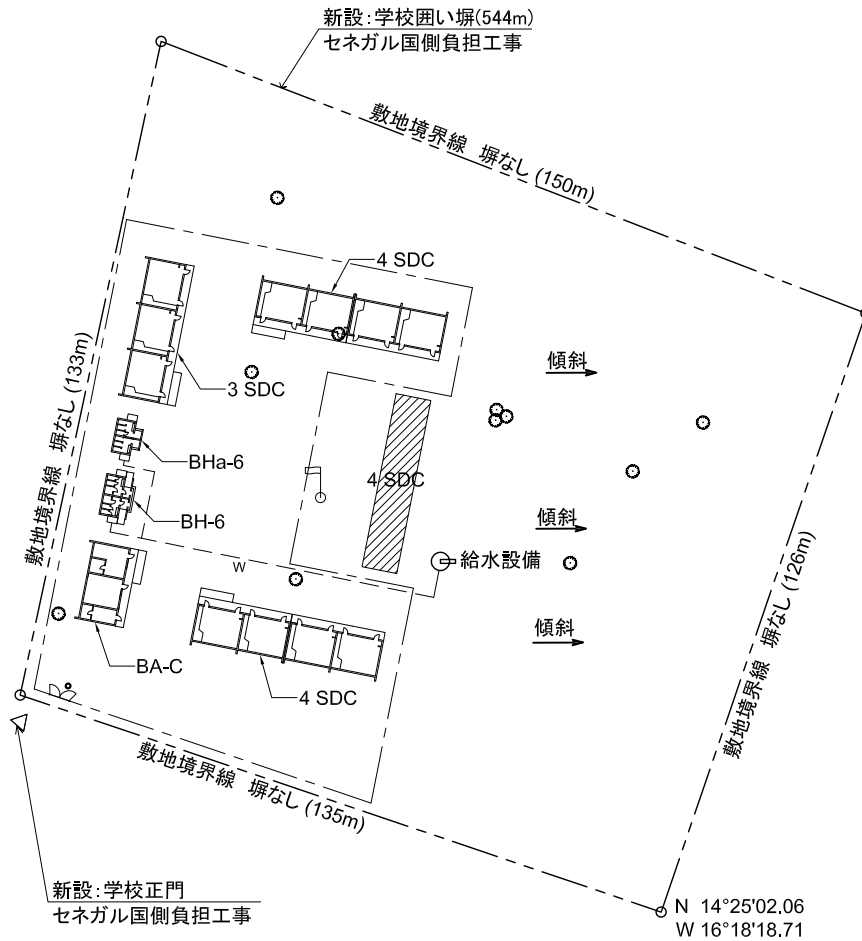 新設:学校囲い塀(544m)
セネガル国側負担工事
敷地境界線 塀なし (150m)
4 SDC
傾斜
3 SDC
敷地境界線 塀なし (133m)
BHa-6
4 SDC
BH-6
傾斜
給水設備
W
敷地境界線 塀なし (126m)
傾斜
BA-C
4 SDC
敷地境界線 塀なし (135m)
新設:学校正門
セネガル国側負担工事
N 14°25'02.06
W 16°18'18.71